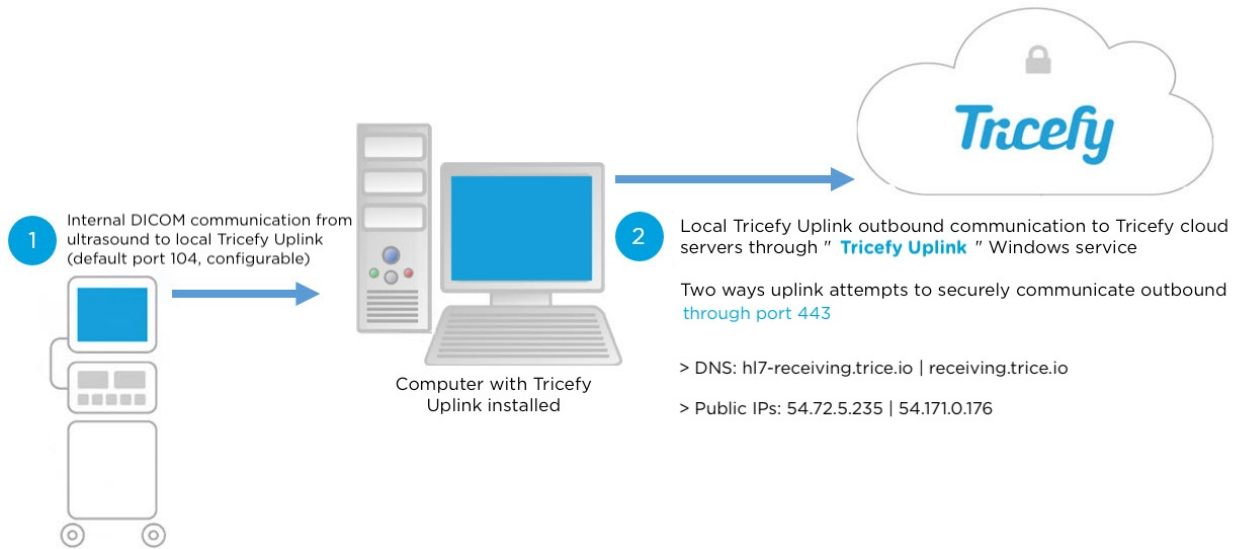 Tricefy
1
Internal DICOM communication from
ultrasound to local Tricefy Uplink
(default port 104, configurable)
Computer with Tricefy
Uplink installed
2
Local Tricefy Uplink outbound communication to Tricefy cloud
servers through " Tricefy Uplink " Windows service
Two ways uplink attempts to securely communicate outbound
through port 443
> DNS: hl7-receiving.trice.io | receiving.trice.io
> Public IPs: 54.72.5.235 | 54.171.0.176